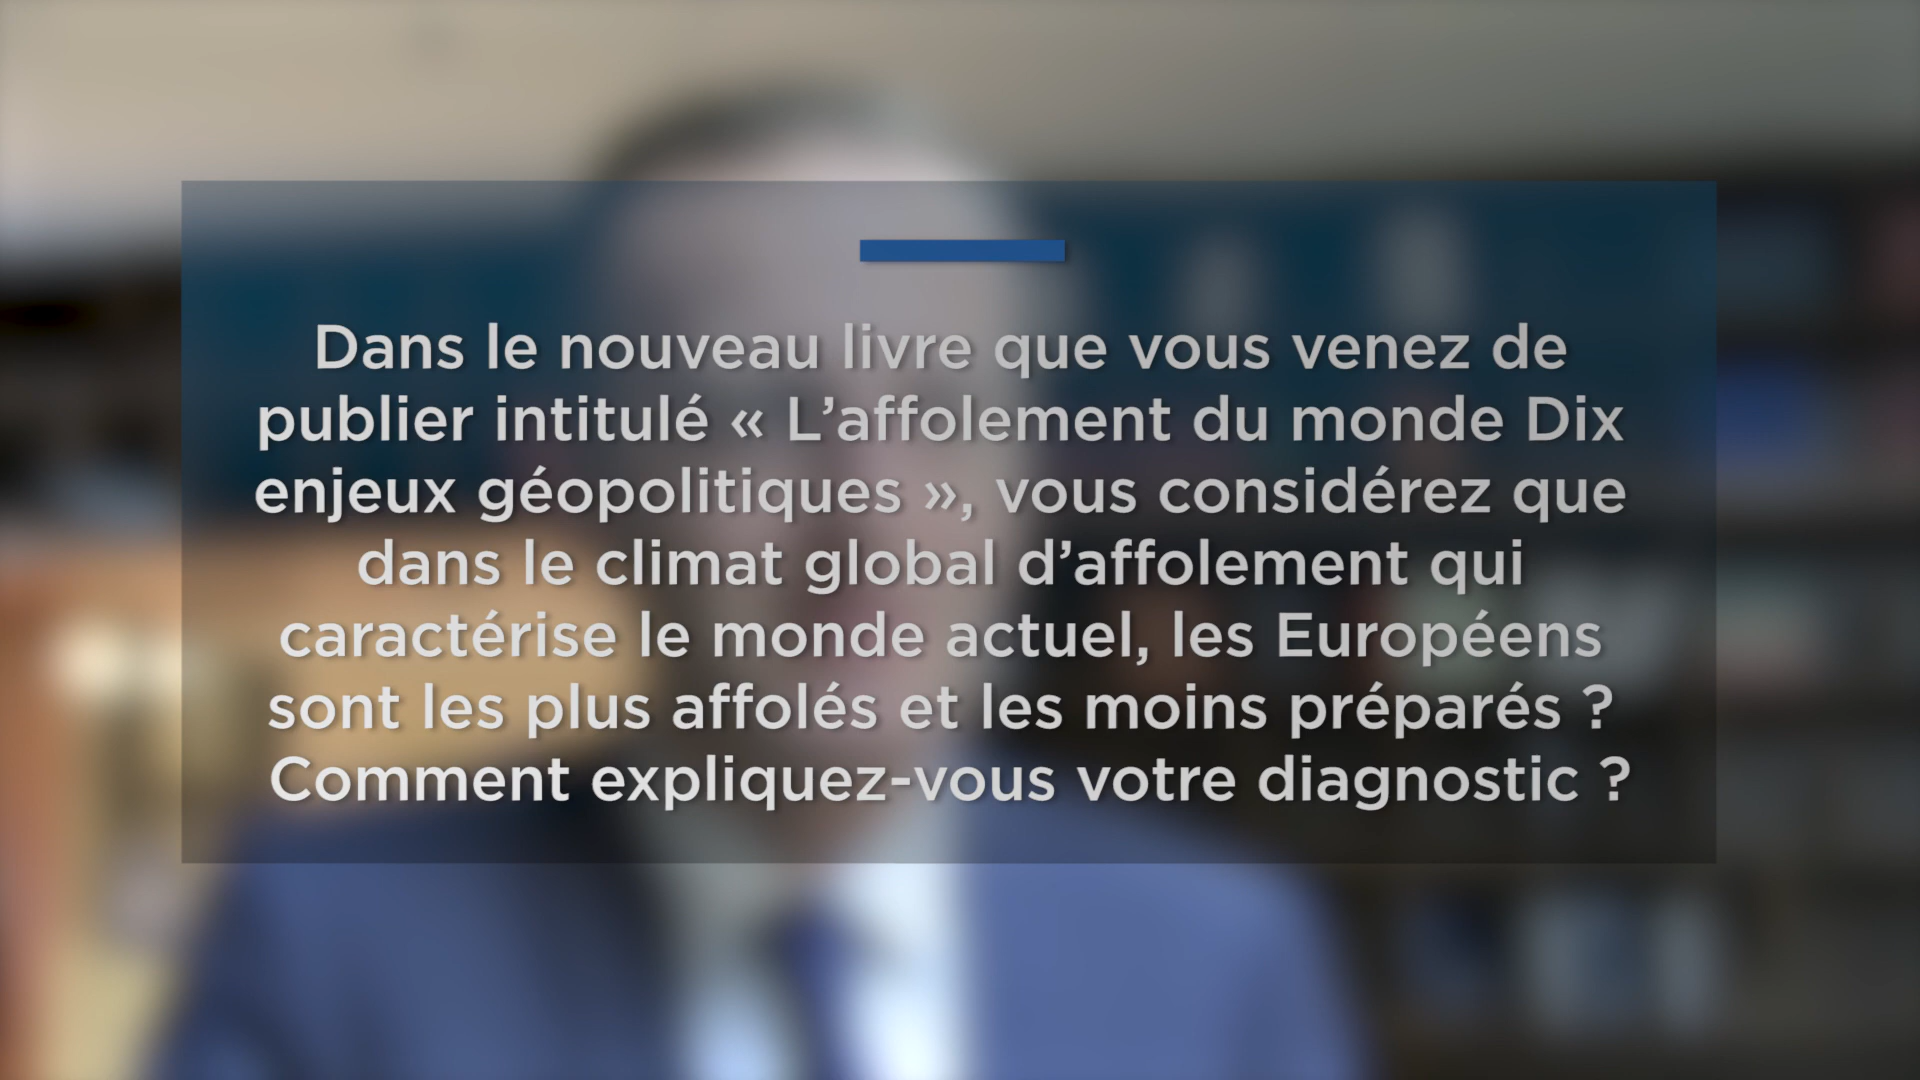 Dans le nouveau livre que vous venez de
publier intitulé « L’affolement du monde Dix
enjeux géopolitiques », vous considérez que
dans le climat global d’affolement qui
caractérise le monde actuel, les Européens
sont les plus affolés et les moins préparés ?
Comment expliquez-vous votre diagnostic ?